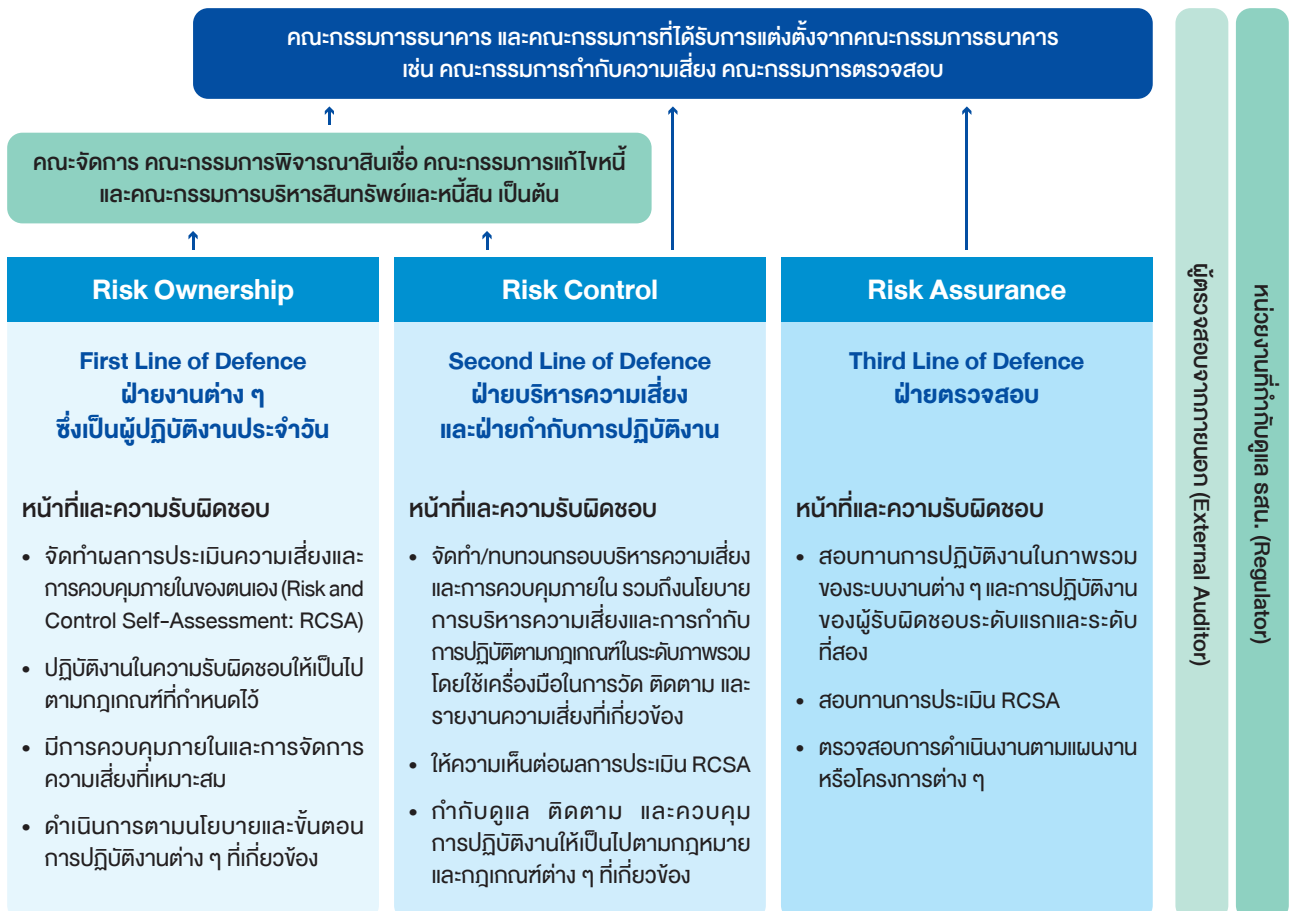 คณะกรรมการธนาคาร และคณะกรรมการที่ได้รับการแต่งตั้งจากคณะกรรมการธนาคาร
เช่น คณะกรรมการกำกับความเสี่ยง คณะกรรมการตรวจสอบ
คณะจัดการ คณะกรรมการพิจารณาสินเชื่อ คณะกรรมการแก้ไขหนี้
และคณะกรรมการบริหารสินทรัพย์และหนี้สิน เป็นต้น
Risk Ownership
First Line of Defence
ฝ่ายงานต่าง ๆ
ซึ่งเป็นผู้ปฏิบัติงานประจำวัน
หน้าที่และความรับผิดชอบ
• จัดทำผลการประเมินความเสี่ยงและ
การควบคุมภายในของตนเอง (Risk and
Control Self-Assessment: RCSA)
• ปฏิบัติงานในความรับผิดชอบให้เป็นไป
ตามกฎเกณฑ์ที่กำหนดไว้
• มีการควบคุมภายในและการจัดการ
ความเสี่ยงที่เหมาะสม
• ดำเนินการตามนโยบายและขั้นตอน
การปฏิบัติงานต่าง ๆ ที่เกี่ยวข้อง
Risk Control
Second Line of Defence
ฝ่ายบริหารความเสี่ยง
และฝ่ายกำกับการปฏิบัติงาน
หน้าที่และความรับผิดชอบ
• จัดทำ/ทบทวนกรอบบริหารความเสี่ยง
และการควบคุมภายใน รวมถึงนโยบาย
การบริหารความเสี่ยงและการกำกับ
การปฏิบัติตามกฎเกณฑ์ในระดับภาพรวม
โดยใช้เครื่องมือในการวัด ติดตาม และ
รายงานความเสี่ยงที่เกี่ยวข้อง
• ให้ความเห็นต่อผลการประเมิน RCSA
• กำกับดูแล ติดตาม และควบคุม
การปฏิบัติงานให้เป็นไปตามกฎหมาย
และกฎเกณฑ์ต่าง ๆ ที่เกี่ยวข้อง
Risk Assurance
Third Line of Defence
ฝ่ายตรวจสอบ
หน้าที่และความรับผิดชอบ
• สอบทานการปฏิบัติงานในภาพรวม
ของระบบงานต่าง ๆ และการปฏิบัติงาน
ของผู้รับผิดชอบระดับแรกและระดับ
ที่สอง
• สอบทานการประเมิน RCSA
• ตรวจสอบการดำเนินงานตามแผนงาน
หรือโครงการต่าง ๆ
ผู้ตรวจสอบจากภายนอก (External Auditor)
หน่วยงานที่กำกับดูแล ธสน. (Regulator)